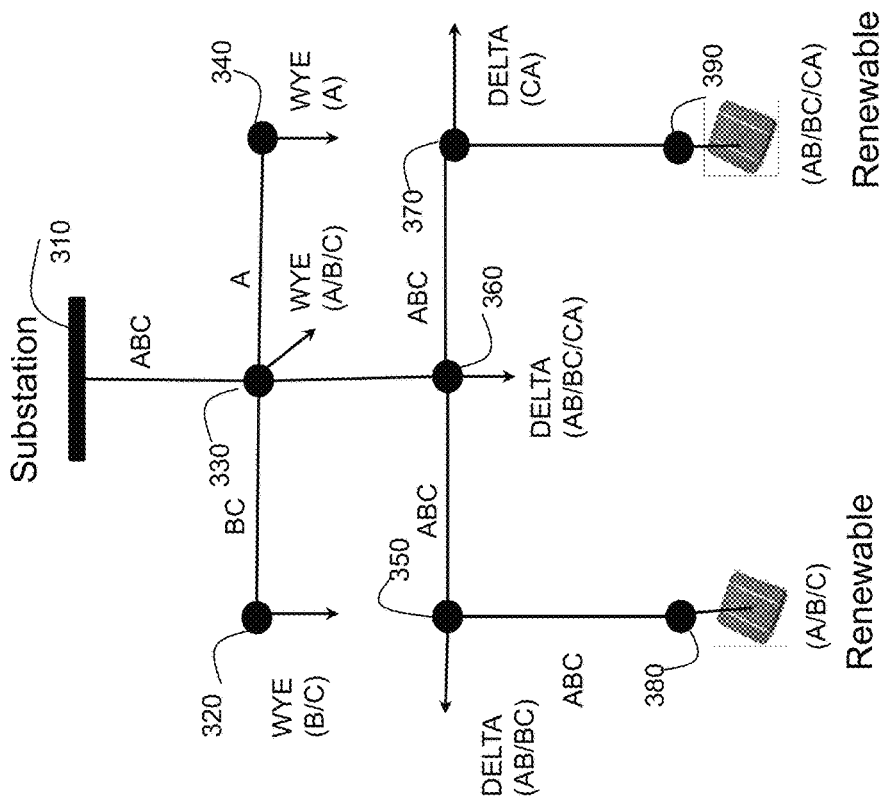 Substation
310
ABC
340
A
WYE
(A)
BC
330
WYE
(A/B/C)
320
WYE
(B/C)
350
ABC
ABC
360
370
DELTA
(CA)
DELTA
(AB/BC)
DELTA
(AB/BC/CA)
ABC
380
390
(A/B/C)
Renewable
(AB/BC/CA)
Renewable